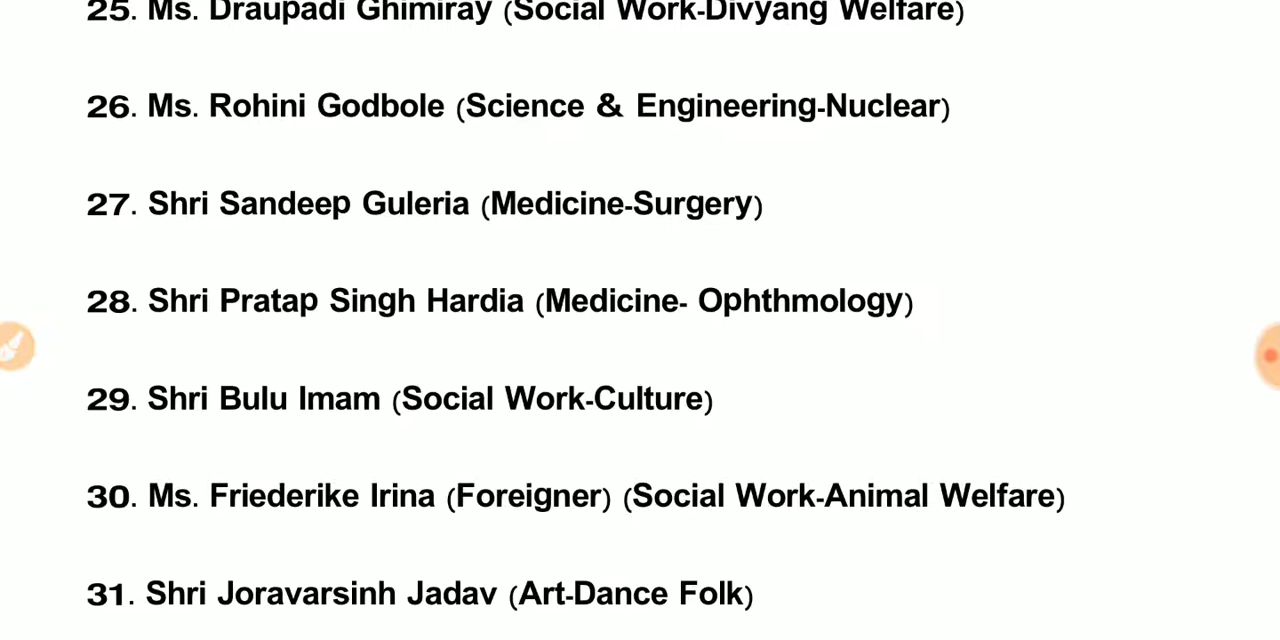 25. Ms. Draupadi Ghimiray (Social Work-Divyang Welfare)
26. Ms. Rohini Godbole (Science & Engineering-Nuclear)
27. Shri Sandeep Guleria (Medicine-Surgery)
28. Shri Pratap Singh Hardia (Medicine- Ophthmology)
29. Shri Bulu Imam (Social Work-Culture)
30. Ms. Friederike Irina (Foreigner) (Social Work-Animal Welfare)
31. Shri Joravarsinh Jadav (Art-Dance Folk)